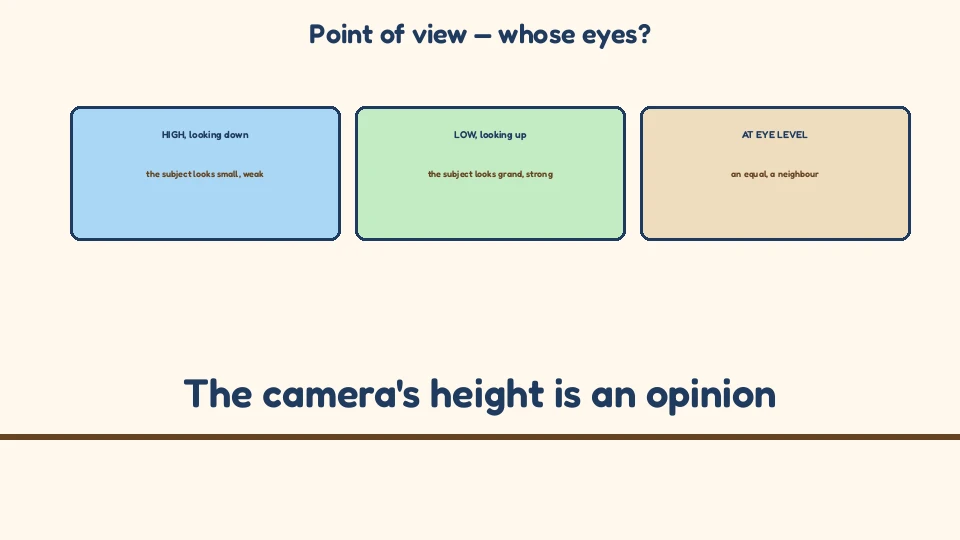 Point of view — whose eyes?
HIGH, looking down
the subject looks small, weak
LOW, looking up
the subject looks grand, strong
AT EYE LEVEL
an equal, a neighbour
The camera's height is an opinion